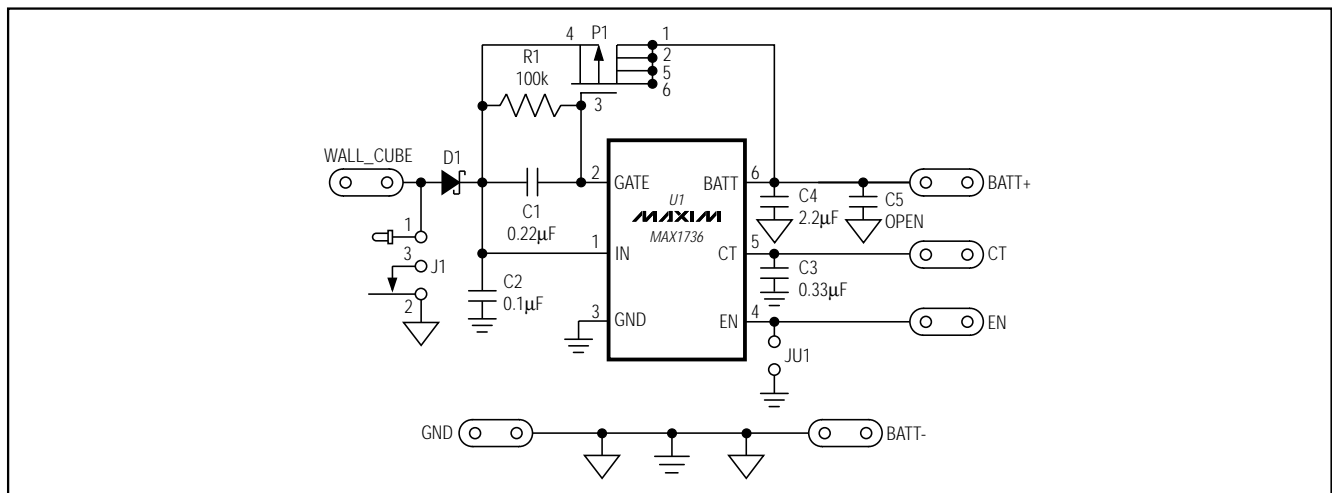 4 P1 1
2
5
6
R1
100k
3
WALL_CUBE
D1
C1
0.22µF
2 GATE
1 IN
3 GND
U1
MAXIM
MAX1736
BATT 6
CT 5
EN 4
C4
2.2µF
C5
OPEN
BATT+
C3
0.33µF
CT
EN
JU1
1
3 J1
2
C2
0.1µF
GND
BATT-